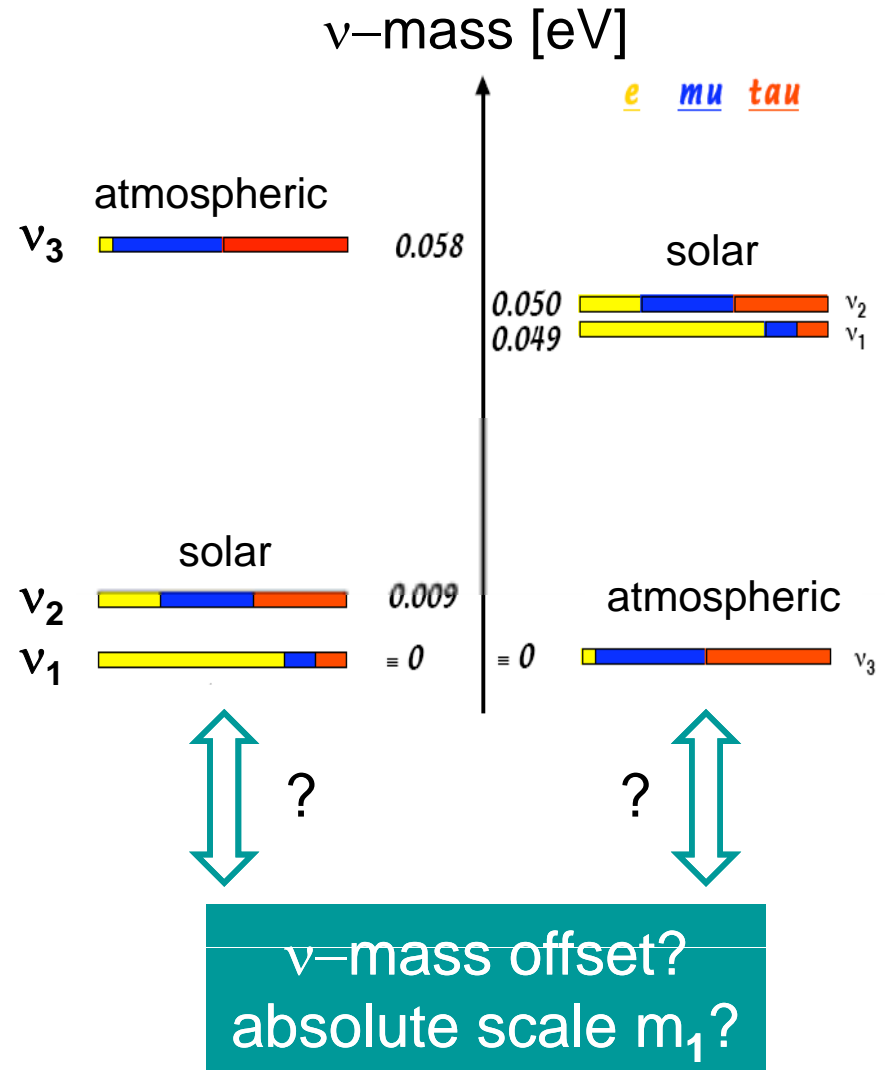 ν–mass [eV]
e mu tau
atmospheric
ν3 0.058
solar
0.050 ν2
0.049 ν1
solar
ν2 0.009
atmospheric
ν1 ≡ 0 ≡ 0 ν3
? ?
ν–mass offset?
absolute scale m1?